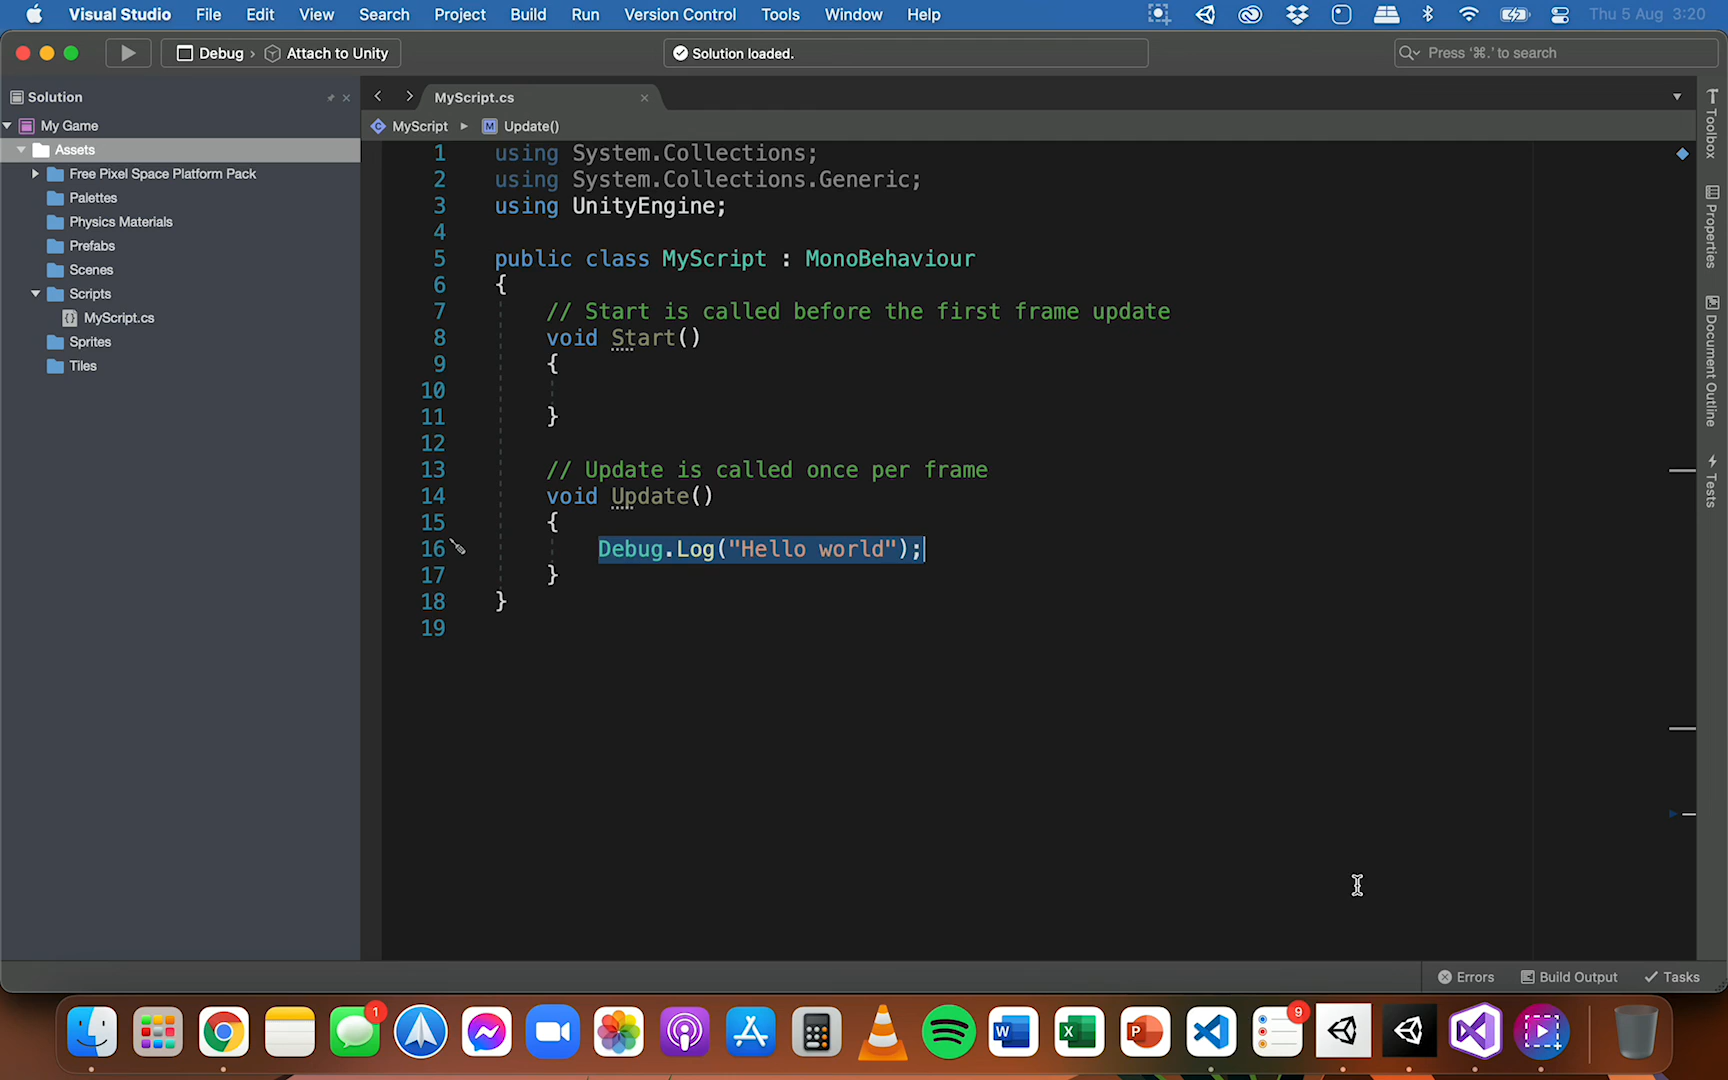 Visual Studio File Edit View Search Project Build Run Version Control Tools Window Help Thu 5 Aug 3:20
Debug › Attach to Unity
Solution loaded.
Press ‘⌘.’ to search
Solution
MyScript.cs
My Game
Assets
Free Pixel Space Platform Pack
Palettes
Physics Materials
Prefabs
Scenes
Scripts
MyScript.cs
Sprites
Tiles
MyScript ▸ M Update()
1 using System.Collections;
2 using System.Collections.Generic;
3 using UnityEngine;
4
5 public class MyScript : MonoBehaviour
6 {
7 // Start is called before the first frame update
8 void Start()
9 {
10
11 }
12
13 // Update is called once per frame
14 void Update()
15 {
16 Debug.Log("Hello world");
17 }
18 }
19
Toolbox
Properties
Document Outline
Tests
Errors Build Output Tasks
1
W
X
P
9